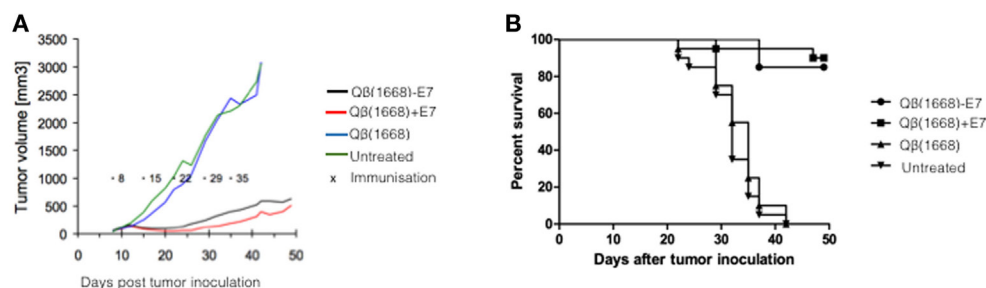 A
3500
3000
2500
2000
1500
1000
500
0
Tumor volume [mm3]
- 8 - 15 - 22 - 29 - 35
0 10 20 30 40 50
Days post tumor inoculation
Qβ(1668)-E7
Qβ(1668)+E7
Qβ(1668)
Untreated
x Immunisation
B
100
80
60
40
20
0
Percent survival
0 10 20 30 40 50
Days after tumor inoculation
Qβ(1668)-E7
Qβ(1668)+E7
Qβ(1668)
Untreated